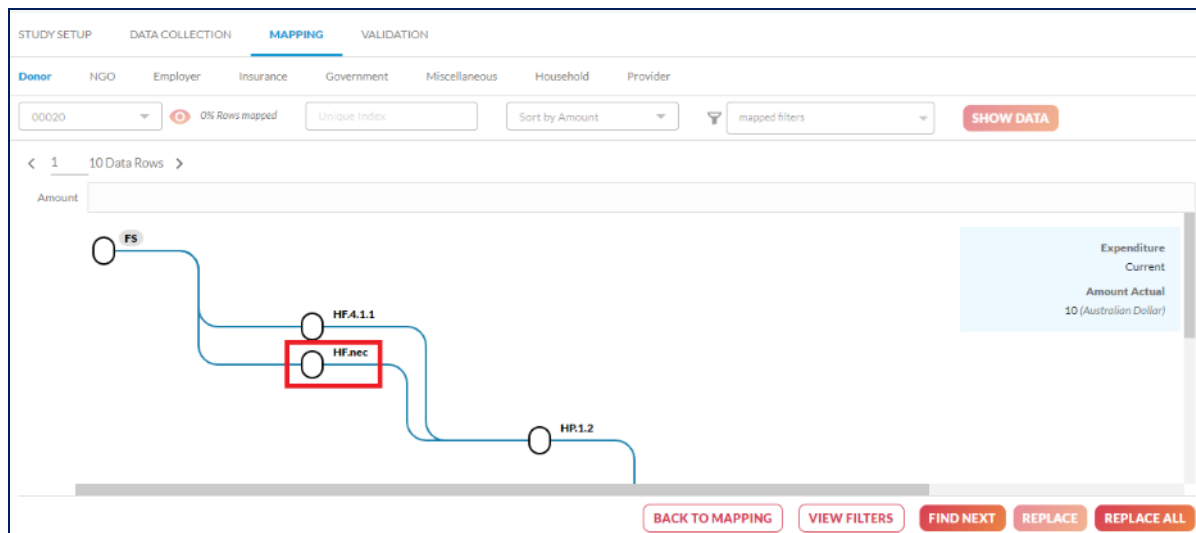 STUDY SETUP DATA COLLECTION MAPPING VALIDATION
Donor NGO Employer Insurance Government Miscellaneous Household Provider
00020 0% Rows mapped Unique Index Sort by Amount mapped filters SHOW DATA
< 1 10 Data Rows >
Amount
FS
Expenditure
Current
Amount Actual
10 (Australian Dollar)
HF.4.1.1
HF.nec
HP.1.2
BACK TO MAPPING VIEW FILTERS FIND NEXT REPLACE REPLACE ALL